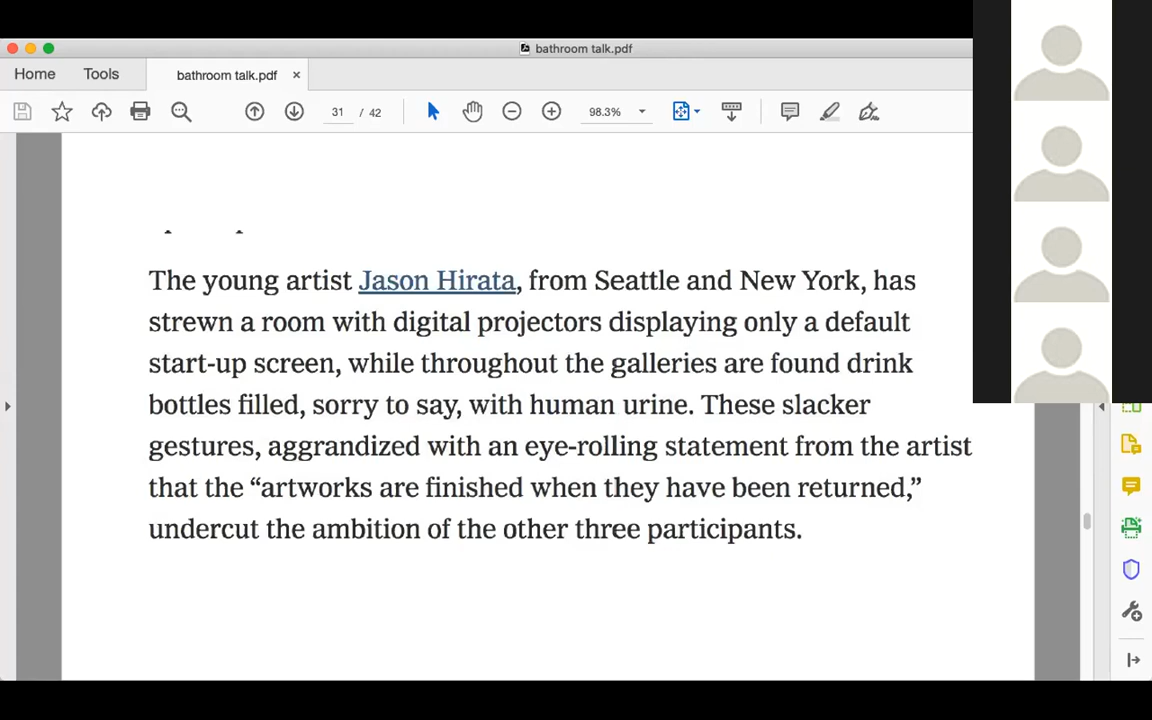 bathroom talk.pdf
Home Tools bathroom talk.pdf ×
31 / 42 98.3%
The young artist Jason Hirata, from Seattle and New York, has
strewn a room with digital projectors displaying only a default
start-up screen, while throughout the galleries are found drink
bottles filled, sorry to say, with human urine. These slacker
gestures, aggrandized with an eye-rolling statement from the artist
that the “artworks are finished when they have been returned,”
undercut the ambition of the other three participants.